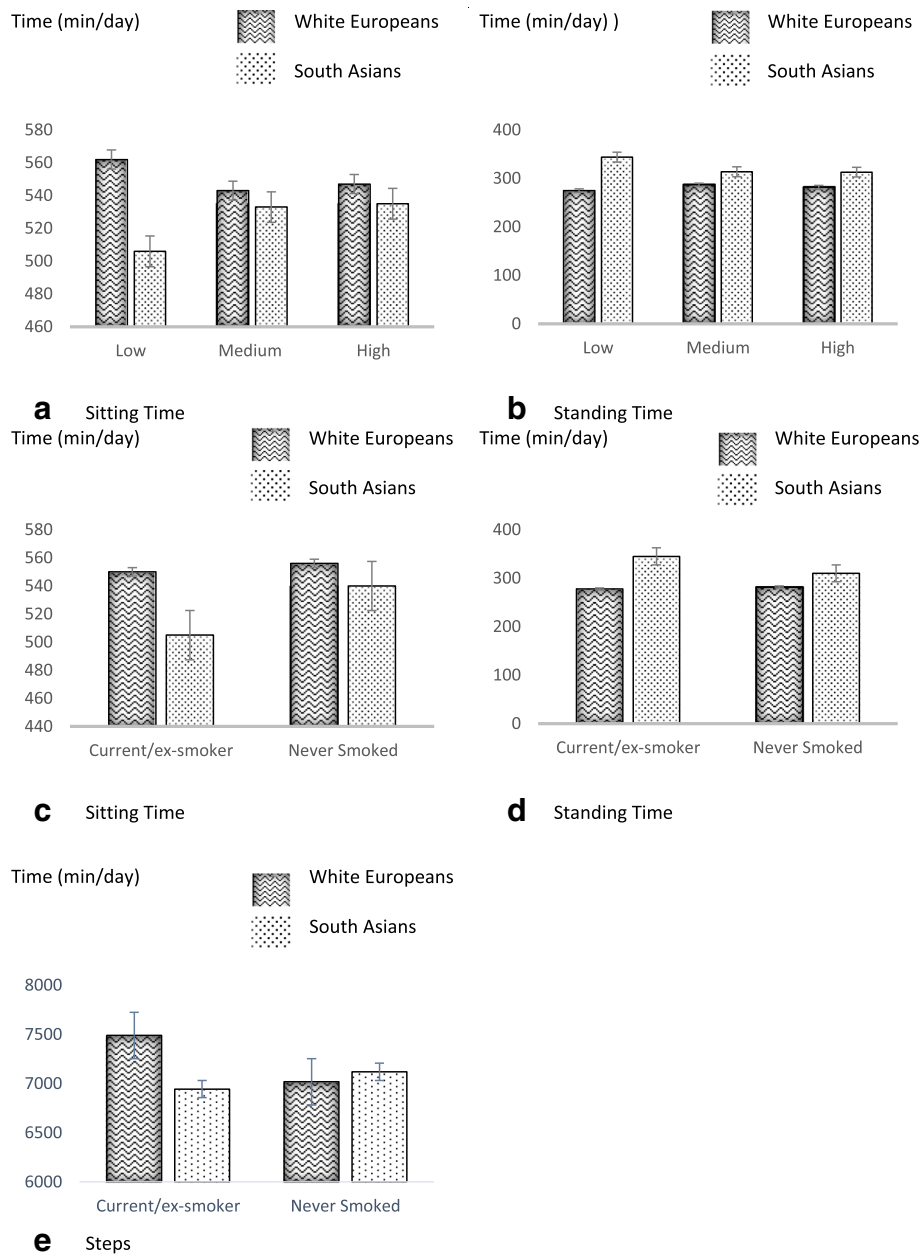 Time (min/day)
White Europeans
South Asians
580
560
540
520
500
480
460
Low Medium High
a Sitting Time
Time (min/day) )
White Europeans
South Asians
400
300
200
100
0
Low Medium High
b Standing Time
Time (min/day)
White Europeans
South Asians
580
560
540
520
500
480
460
440
Current/ex-smoker Never Smoked
c Sitting Time
Time (min/day)
White Europeans
South Asians
400
300
200
100
0
Current/ex-smoker Never Smoked
d Standing Time
Time (min/day)
White Europeans
South Asians
8000
7500
7000
6500
6000
Current/ex-smoker Never Smoked
e Steps